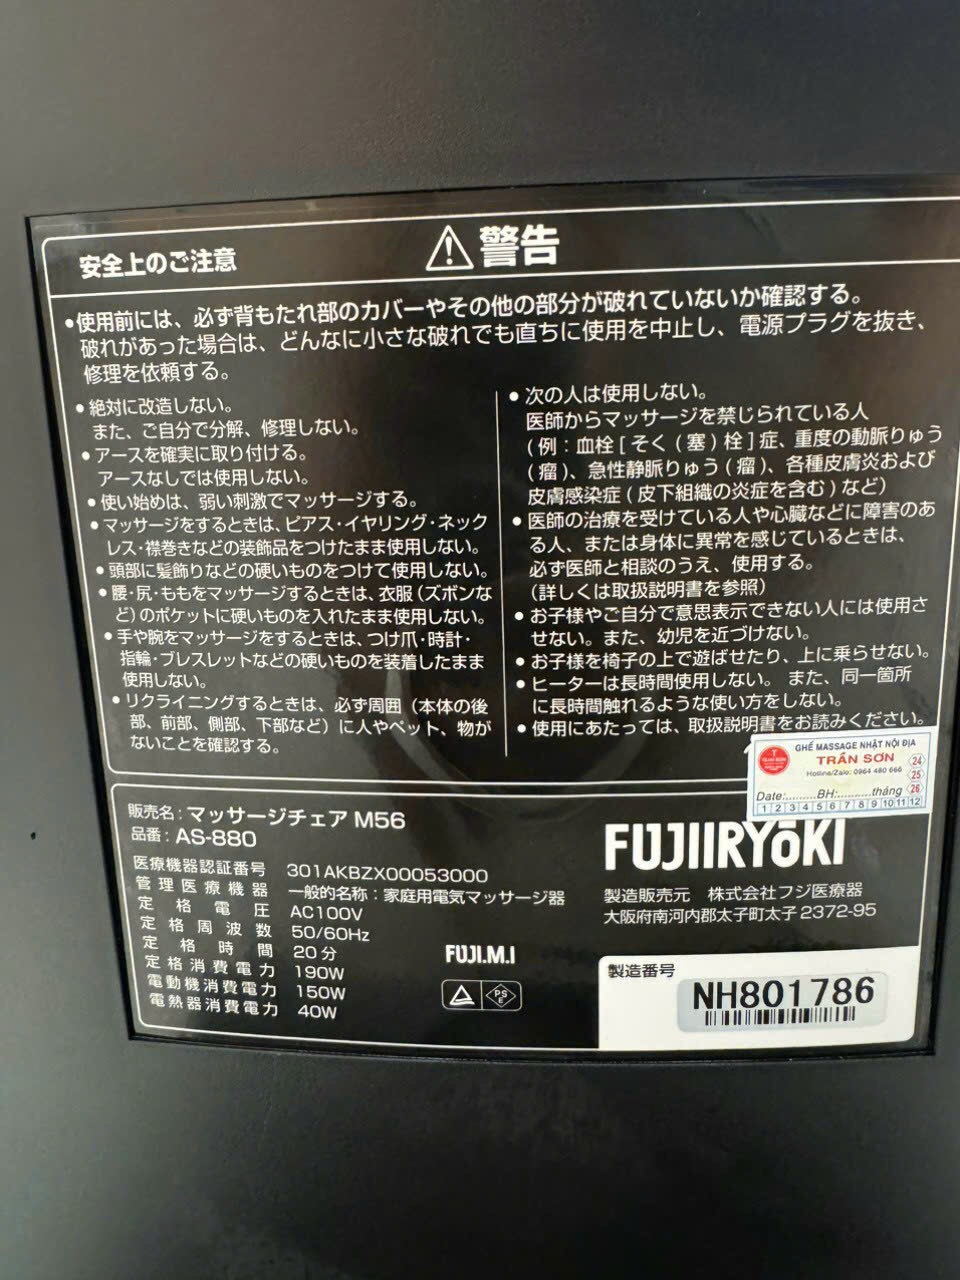 安全上のご注意
警告
•使用前には、必ず背もたれ部のカバーやその他の部分が破れていないか確認する。
破れがあった場合は、どんなに小さな破れでも直ちに使用を中止し、電源プラグを抜き、
修理を依頼する。
• 絶対に改造しない。
また、ご自分で分解、修理しない。
• アースを確実に取り付ける。
アースなしでは使用しない。
• 使い始めは、弱い刺激でマッサージする。
• マッサージをするときは、ピアス・イヤリング・ネック
レス・襟巻きなどの装飾品をつけたまま使用しない。
• 頭部に髪飾りなどの硬いものをつけて使用しない。
• 腰・尻・ももをマッサージするときは、衣服(ズボンな
ど)のポケットに硬いものを入れたまま使用しない。
• 手や腕をマッサージをするときは、つけ爪・時計・
指輪・ブレスレットなどの硬いものを装着したまま
使用しない。
• リクライニングするときは、必ず周囲(本体の後
部、前部、側部、下部など)に人やペット、物が
ないことを確認する。
• 次の人は使用しない。
医師からマッサージを禁じられている人
(例:血栓[そく(塞)栓]症、重度の動脈りゅう
(瘤)、急性静脈りゅう(瘤)、各種皮膚炎および
皮膚感染症(皮下組織の炎症を含む)など)
• 医師の治療を受けている人や心臓などに障害のあ
る人、または身体に異常を感じているときは、
必ず医師と相談のうえ、使用する。
(詳しくは取扱説明書を参照)
• お子様やご自分で意思表示できない人には使用さ
せない。また、幼児を近づけない。
• お子様を椅子の上で遊ばせたり、上に乗らせない。
• ヒーターは長時間使用しない。また、同一箇所
に長時間触れるような使い方をしない。
• 使用にあたっては、取扱説明書をお読みください。
GHẾ MASSAGE NHẬT NỘI ĐỊA
TRẦN SƠN
Hotline/Zalo: 0964 480 666
24
25
26
Date:.........BH:..........tháng
1 2 3 4 5 6 7 8 9 10 11 12
販売名:マッサージチェア M56
品番:AS-880
医療機器認証番号 301AKBZX00053000
管理医療機器 一般的名称:家庭用電気マッサージ器
定格電圧 AC100V
定格周波数 50/60Hz
定格時間 20分
定格消費電力 190W
電動機消費電力 150W
電熱器消費電力 40W
FUJI.M.I
PS
E
FUJIIRYōKI
製造販売元 株式会社フジ医療器
大阪府南河内郡太子町太子2372-95
製造番号
NH801786